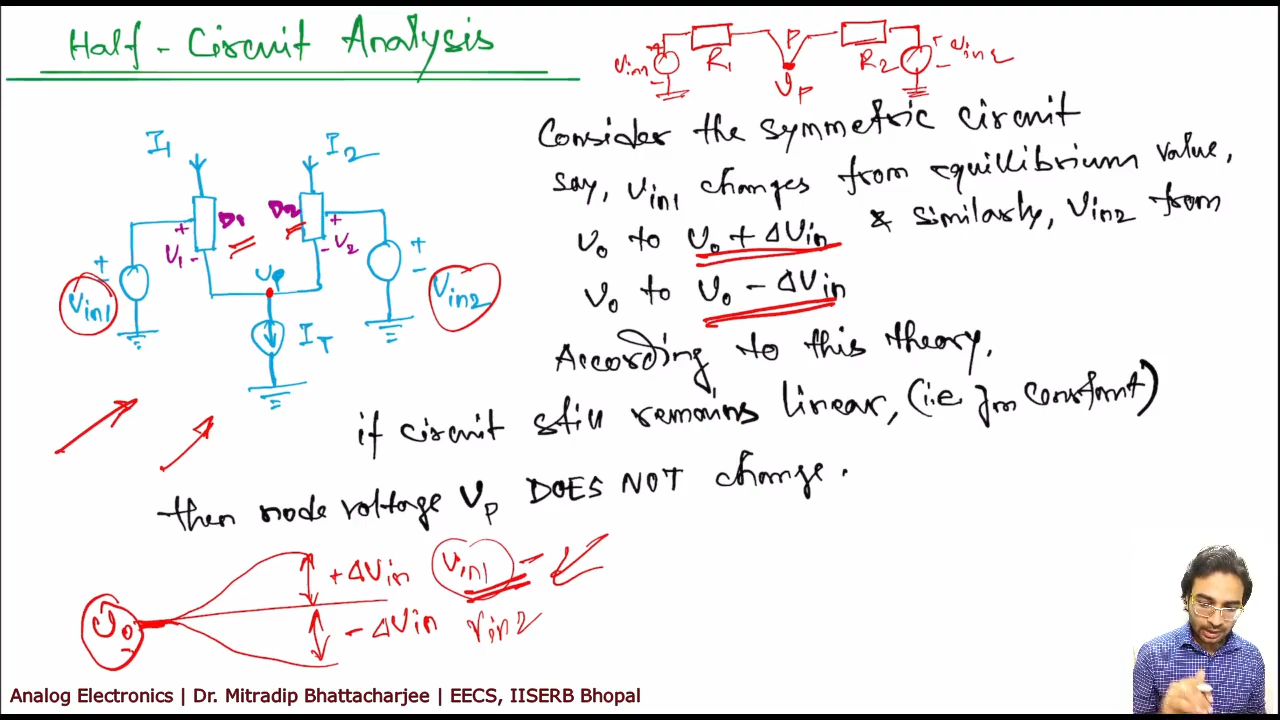 Half-Circuit Analysis
Vin1 R1 P R2 Vin2
VP
I1 I2
D1 D2
+ V1 - + V2 -
VP
Vin1 Vin2
IT
Consider the symmetric circuit
say, Vin1 changes from equillibrium value,
V0 to V0 + ΔVin & similarly, Vin2 from
V0 to V0 - ΔVin
According to this theory,
if circuit still remains linear, (i.e gm constant)
then node voltage VP DOES NOT change.
V0 +ΔVin Vin1
-ΔVin Vin2
Analog Electronics | Dr. Mitradip Bhattacharjee | EECS, IISERB Bhopal